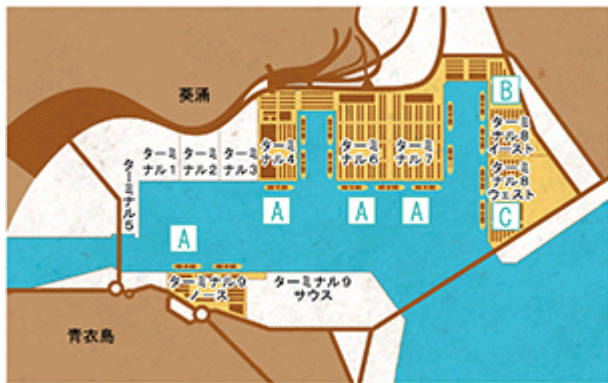 葵涌
B
ターミ
ナル1
ターミ
ナル2
ターミ
ナル3
ターミ
ナル4
ターミ
ナル6
ターミ
ナル7
ターミ
ナル8
イースト
ターミ
ナル8
ウェスト
ターミナル5
A
A
A
C
A
ターミナル9
ノース
ターミナル9
サウス
青衣島